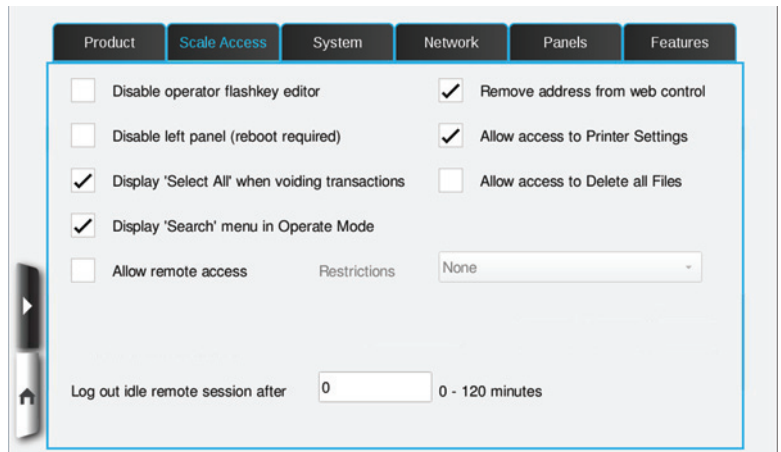 Product
Scale Access
System
Network
Panels
Features
Disable operator flashkey editor
Remove address from web control
Disable left panel (reboot required)
Allow access to Printer Settings
Display 'Select All' when voiding transactions
Allow access to Delete all Files
Display 'Search' menu in Operate Mode
Allow remote access
Restrictions
None
Log out idle remote session after
0
0 - 120 minutes